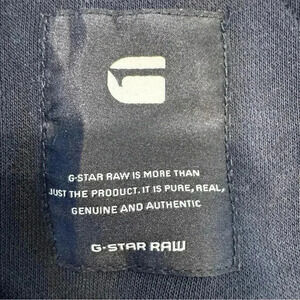 G
G-STAR RAW IS MORE THAN
JUST THE PRODUCT. IT IS PURE, REAL,
GENUINE AND AUTHENTIC
G-STAR RAW